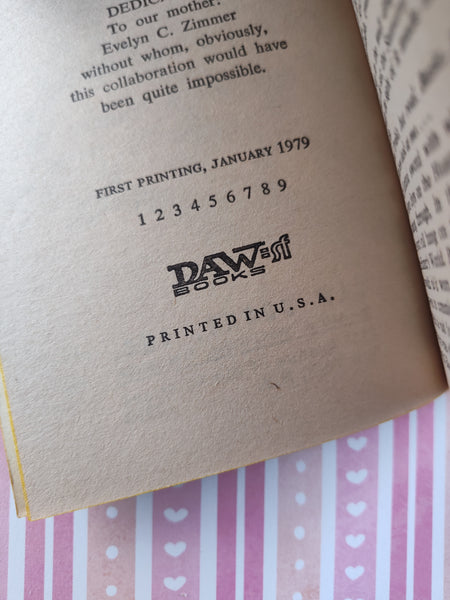 DEDIC
To our mother:
Evelyn C. Zimmer
without whom, obviously,
this collaboration would have
been quite impossible.
FIRST PRINTING, JANUARY 1979
1 2 3 4 5 6 7 8 9
DAW sf
BOOKS
PRINTED IN U.S.A.